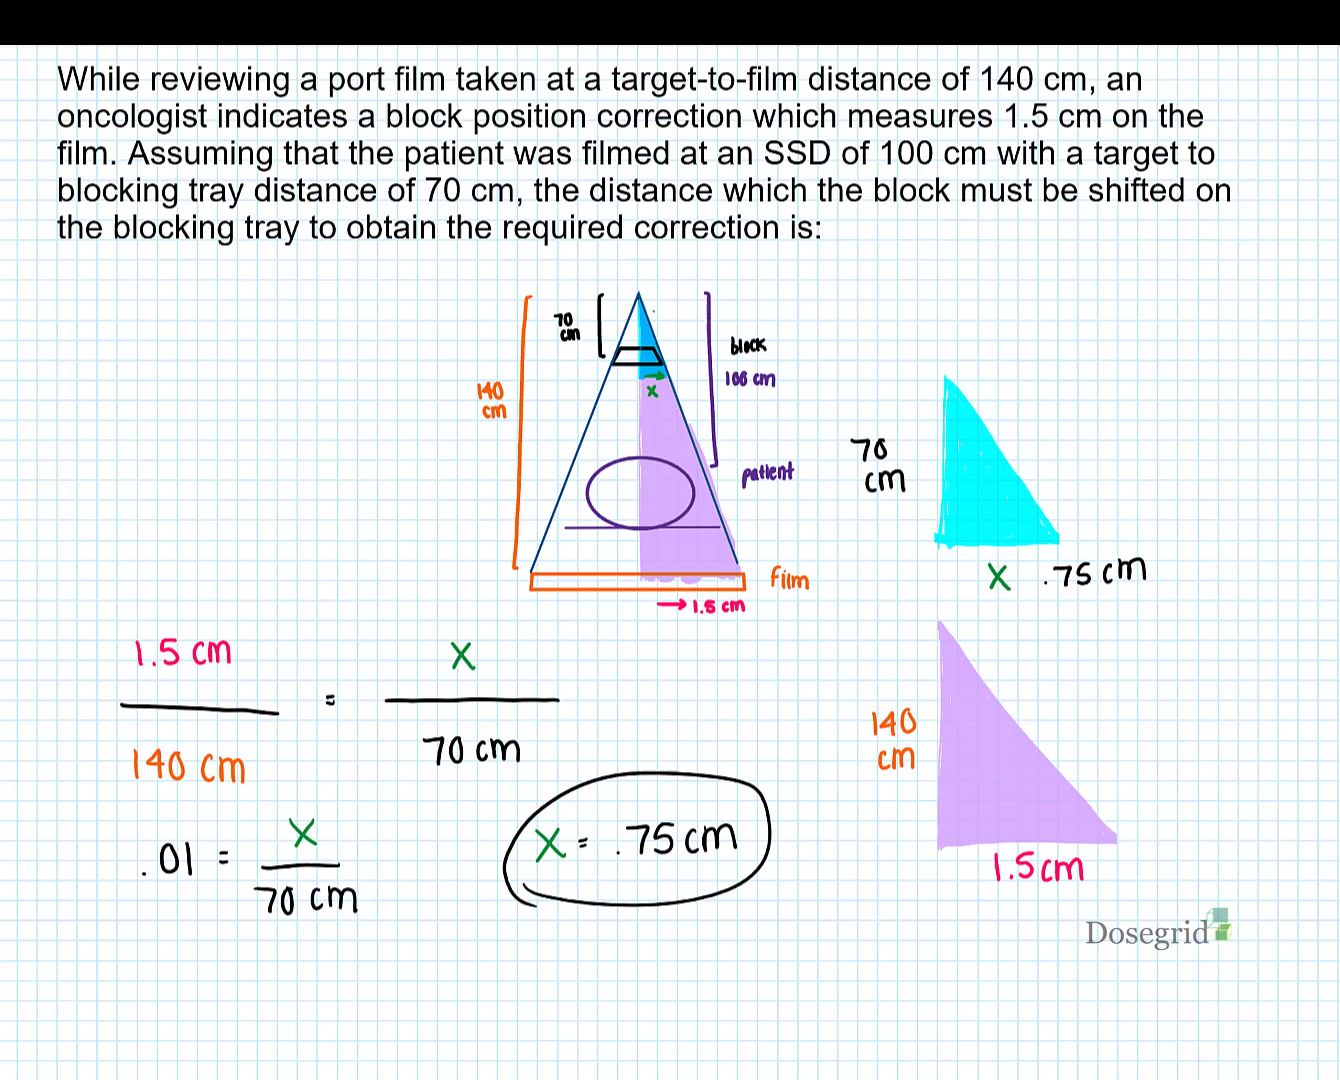 While reviewing a port film taken at a target-to-film distance of 140 cm, an
oncologist indicates a block position correction which measures 1.5 cm on the
film. Assuming that the patient was filmed at an SSD of 100 cm with a target to
blocking tray distance of 70 cm, the distance which the block must be shifted on
the blocking tray to obtain the required correction is:
70
cm
block
100 cm
140
cm
x
patient
film
→ 1.5 cm
70
cm
x .75 cm
1.5 cm
=
x
140 cm
70 cm
.01 =
x
70 cm
x = .75 cm
140
cm
1.5 cm
Dosegrid